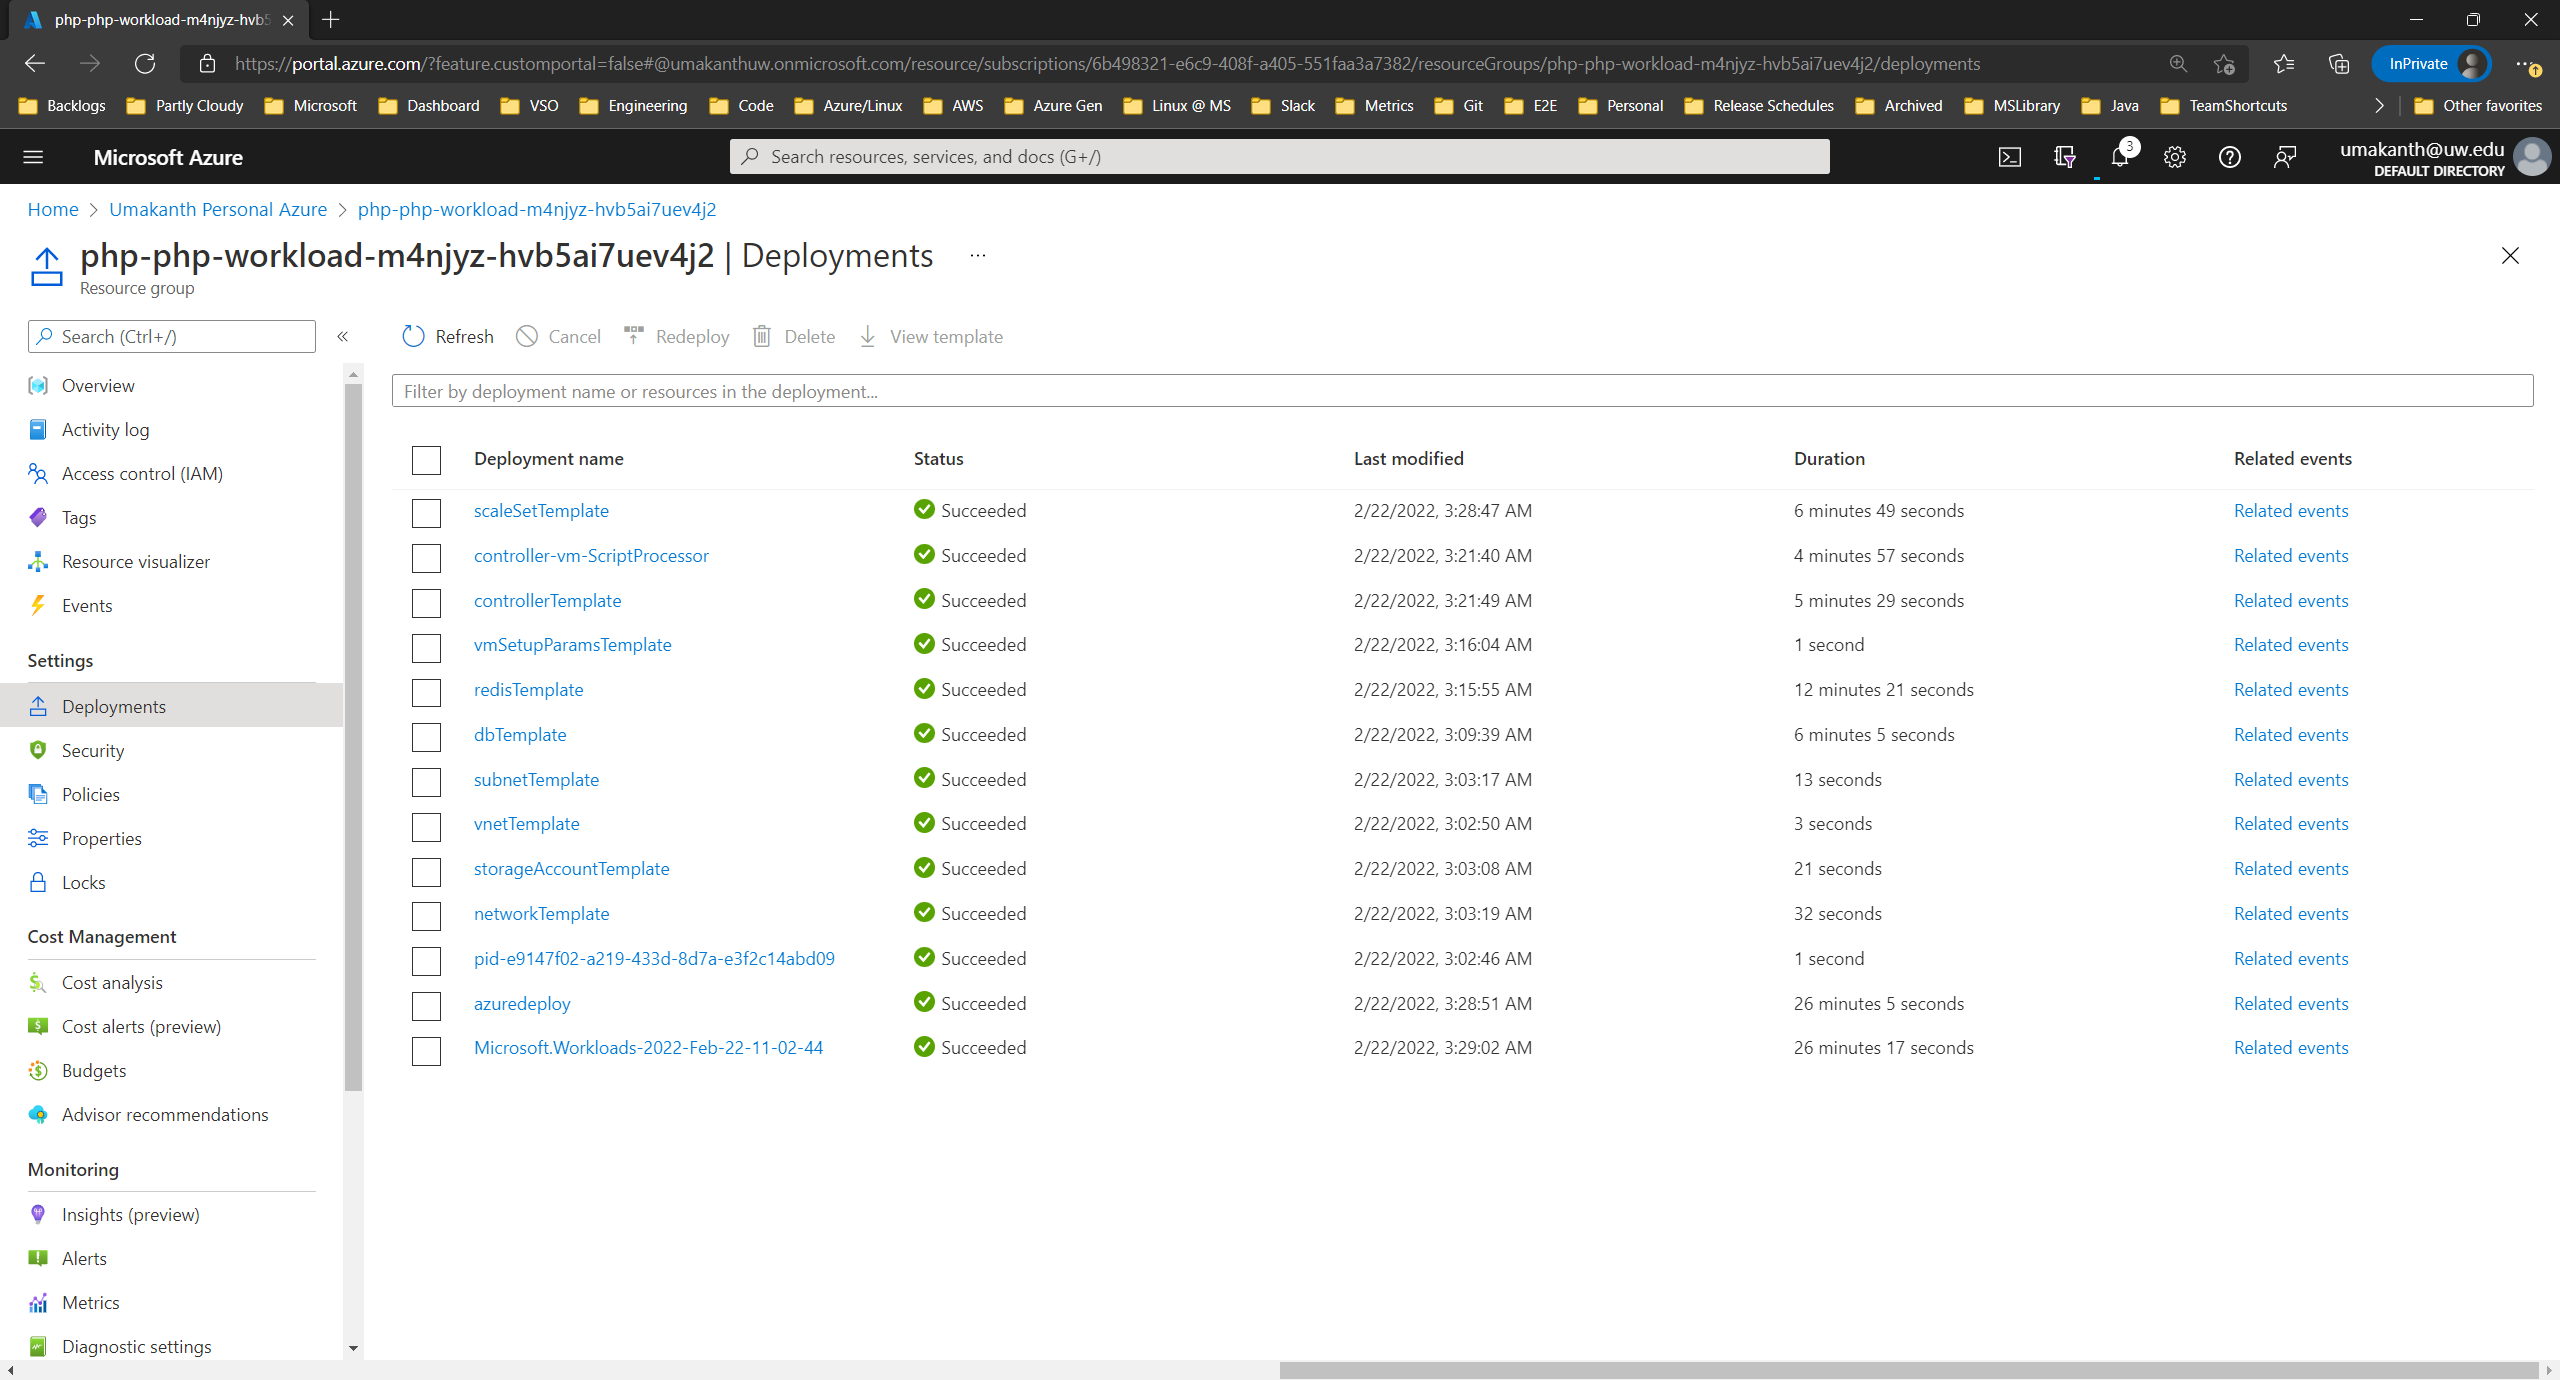 php-php-workload-m4njyz-hvb5
https://portal.azure.com/?feature.customportal=false#@umakanthuw.onmicrosoft.com/resource/subscriptions/6b498321-e6c9-408f-a405-551faa3a7382/resourceGroups/php-php-workload-m4njyz-hvb5ai7uev4j2/deployments InPrivate
Backlogs Partly Cloudy Microsoft Dashboard VSO Engineering Code Azure/Linux AWS Azure Gen Linux @ MS Slack Metrics Git E2E Personal Release Schedules Archived MSLibrary Java TeamShortcuts Other favorites
Microsoft Azure Search resources, services, and docs (G+/) 3 umakanth@uw.edu
DEFAULT DIRECTORY
Home > Umakanth Personal Azure > php-php-workload-m4njyz-hvb5ai7uev4j2
php-php-workload-m4njyz-hvb5ai7uev4j2 | Deployments ...
Resource group
Search (Ctrl+/) «
Overview
Activity log
Access control (IAM)
Tags
Resource visualizer
Events
Settings
Deployments
Security
Policies
Properties
Locks
Cost Management
Cost analysis
Cost alerts (preview)
Budgets
Advisor recommendations
Monitoring
Insights (preview)
Alerts
Metrics
Diagnostic settings
Refresh Cancel Redeploy Delete View template
Filter by deployment name or resources in the deployment...
Deployment name Status Last modified Duration Related events
scaleSetTemplate Succeeded 2/22/2022, 3:28:47 AM 6 minutes 49 seconds Related events
controller-vm-ScriptProcessor Succeeded 2/22/2022, 3:21:40 AM 4 minutes 57 seconds Related events
controllerTemplate Succeeded 2/22/2022, 3:21:49 AM 5 minutes 29 seconds Related events
vmSetupParamsTemplate Succeeded 2/22/2022, 3:16:04 AM 1 second Related events
redisTemplate Succeeded 2/22/2022, 3:15:55 AM 12 minutes 21 seconds Related events
dbTemplate Succeeded 2/22/2022, 3:09:39 AM 6 minutes 5 seconds Related events
subnetTemplate Succeeded 2/22/2022, 3:03:17 AM 13 seconds Related events
vnetTemplate Succeeded 2/22/2022, 3:02:50 AM 3 seconds Related events
storageAccountTemplate Succeeded 2/22/2022, 3:03:08 AM 21 seconds Related events
networkTemplate Succeeded 2/22/2022, 3:03:19 AM 32 seconds Related events
pid-e9147f02-a219-433d-8d7a-e3f2c14abd09 Succeeded 2/22/2022, 3:02:46 AM 1 second Related events
azuredeploy Succeeded 2/22/2022, 3:28:51 AM 26 minutes 5 seconds Related events
Microsoft.Workloads-2022-Feb-22-11-02-44 Succeeded 2/22/2022, 3:29:02 AM 26 minutes 17 seconds Related events